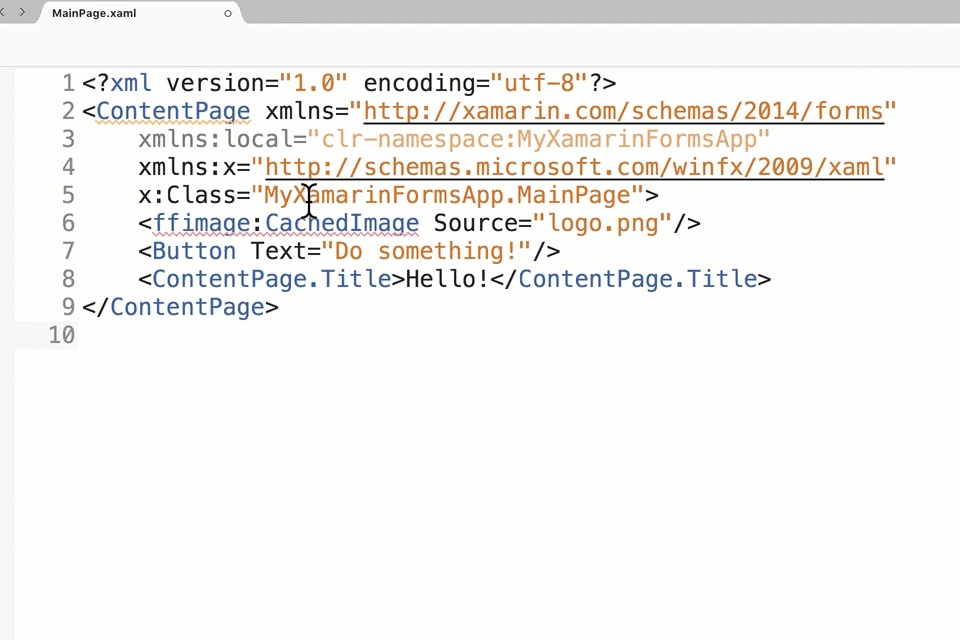 MainPage.xaml
1 <?xml version="1.0" encoding="utf-8"?>
2 <ContentPage xmlns="http://xamarin.com/schemas/2014/forms"
3     xmlns:local="clr-namespace:MyXamarinFormsApp"
4     xmlns:x="http://schemas.microsoft.com/winfx/2009/xaml"
5     x:Class="MyXamarinFormsApp.MainPage">
6     <ffimage:CachedImage Source="logo.png"/>
7     <Button Text="Do something!"/>
8     <ContentPage.Title>Hello!</ContentPage.Title>
9 </ContentPage>
10